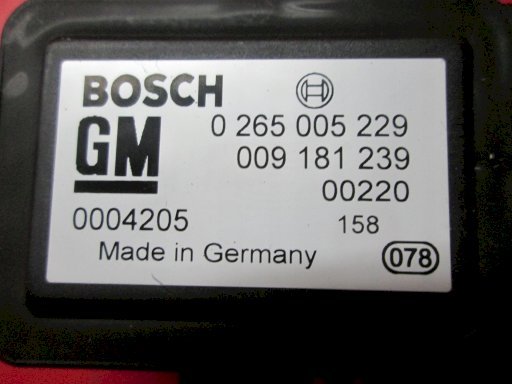 BOSCH
GM 0 265 005 229
009 181 239
00220
0004205 158
Made in Germany 078